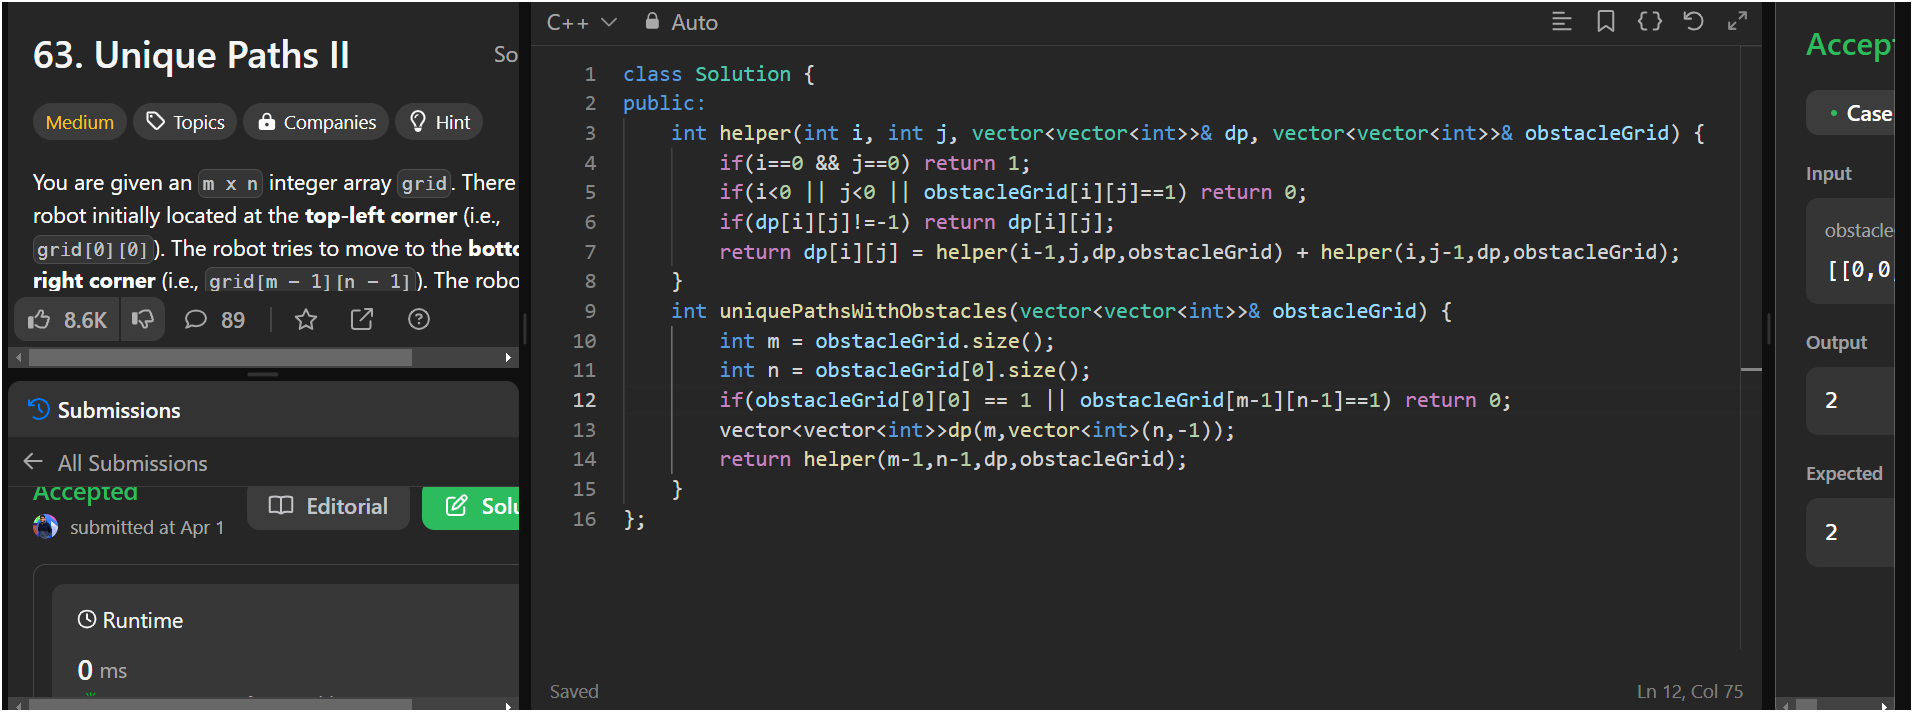 63. Unique Paths II
So
Medium Topics Companies Hint
You are given an m x n integer array grid. There
robot initially located at the top-left corner (i.e.,
grid[0][0]). The robot tries to move to the botto
right corner (i.e., grid[m - 1][n - 1]). The robo
8.6K 89
Submissions
All Submissions
Accepted
submitted at Apr 1
Editorial
Solu
Runtime
0 ms
C++ Auto
1 class Solution {
2 public:
3 int helper(int i, int j, vector<vector<int>>& dp, vector<vector<int>>& obstacleGrid) {
4 if(i==0 && j==0) return 1;
5 if(i<0 || j<0 || obstacleGrid[i][j]==1) return 0;
6 if(dp[i][j]!=-1) return dp[i][j];
7 return dp[i][j] = helper(i-1,j,dp,obstacleGrid) + helper(i,j-1,dp,obstacleGrid);
8 }
9 int uniquePathsWithObstacles(vector<vector<int>>& obstacleGrid) {
10 int m = obstacleGrid.size();
11 int n = obstacleGrid[0].size();
12 if(obstacleGrid[0][0] == 1 || obstacleGrid[m-1][n-1]==1) return 0;
13 vector<vector<int>>dp(m,vector<int>(n,-1));
14 return helper(m-1,n-1,dp,obstacleGrid);
15 }
16 };
Saved
Ln 12, Col 75
Accept
Case
Input
obstacle
[[0,0
Output
2
Expected
2